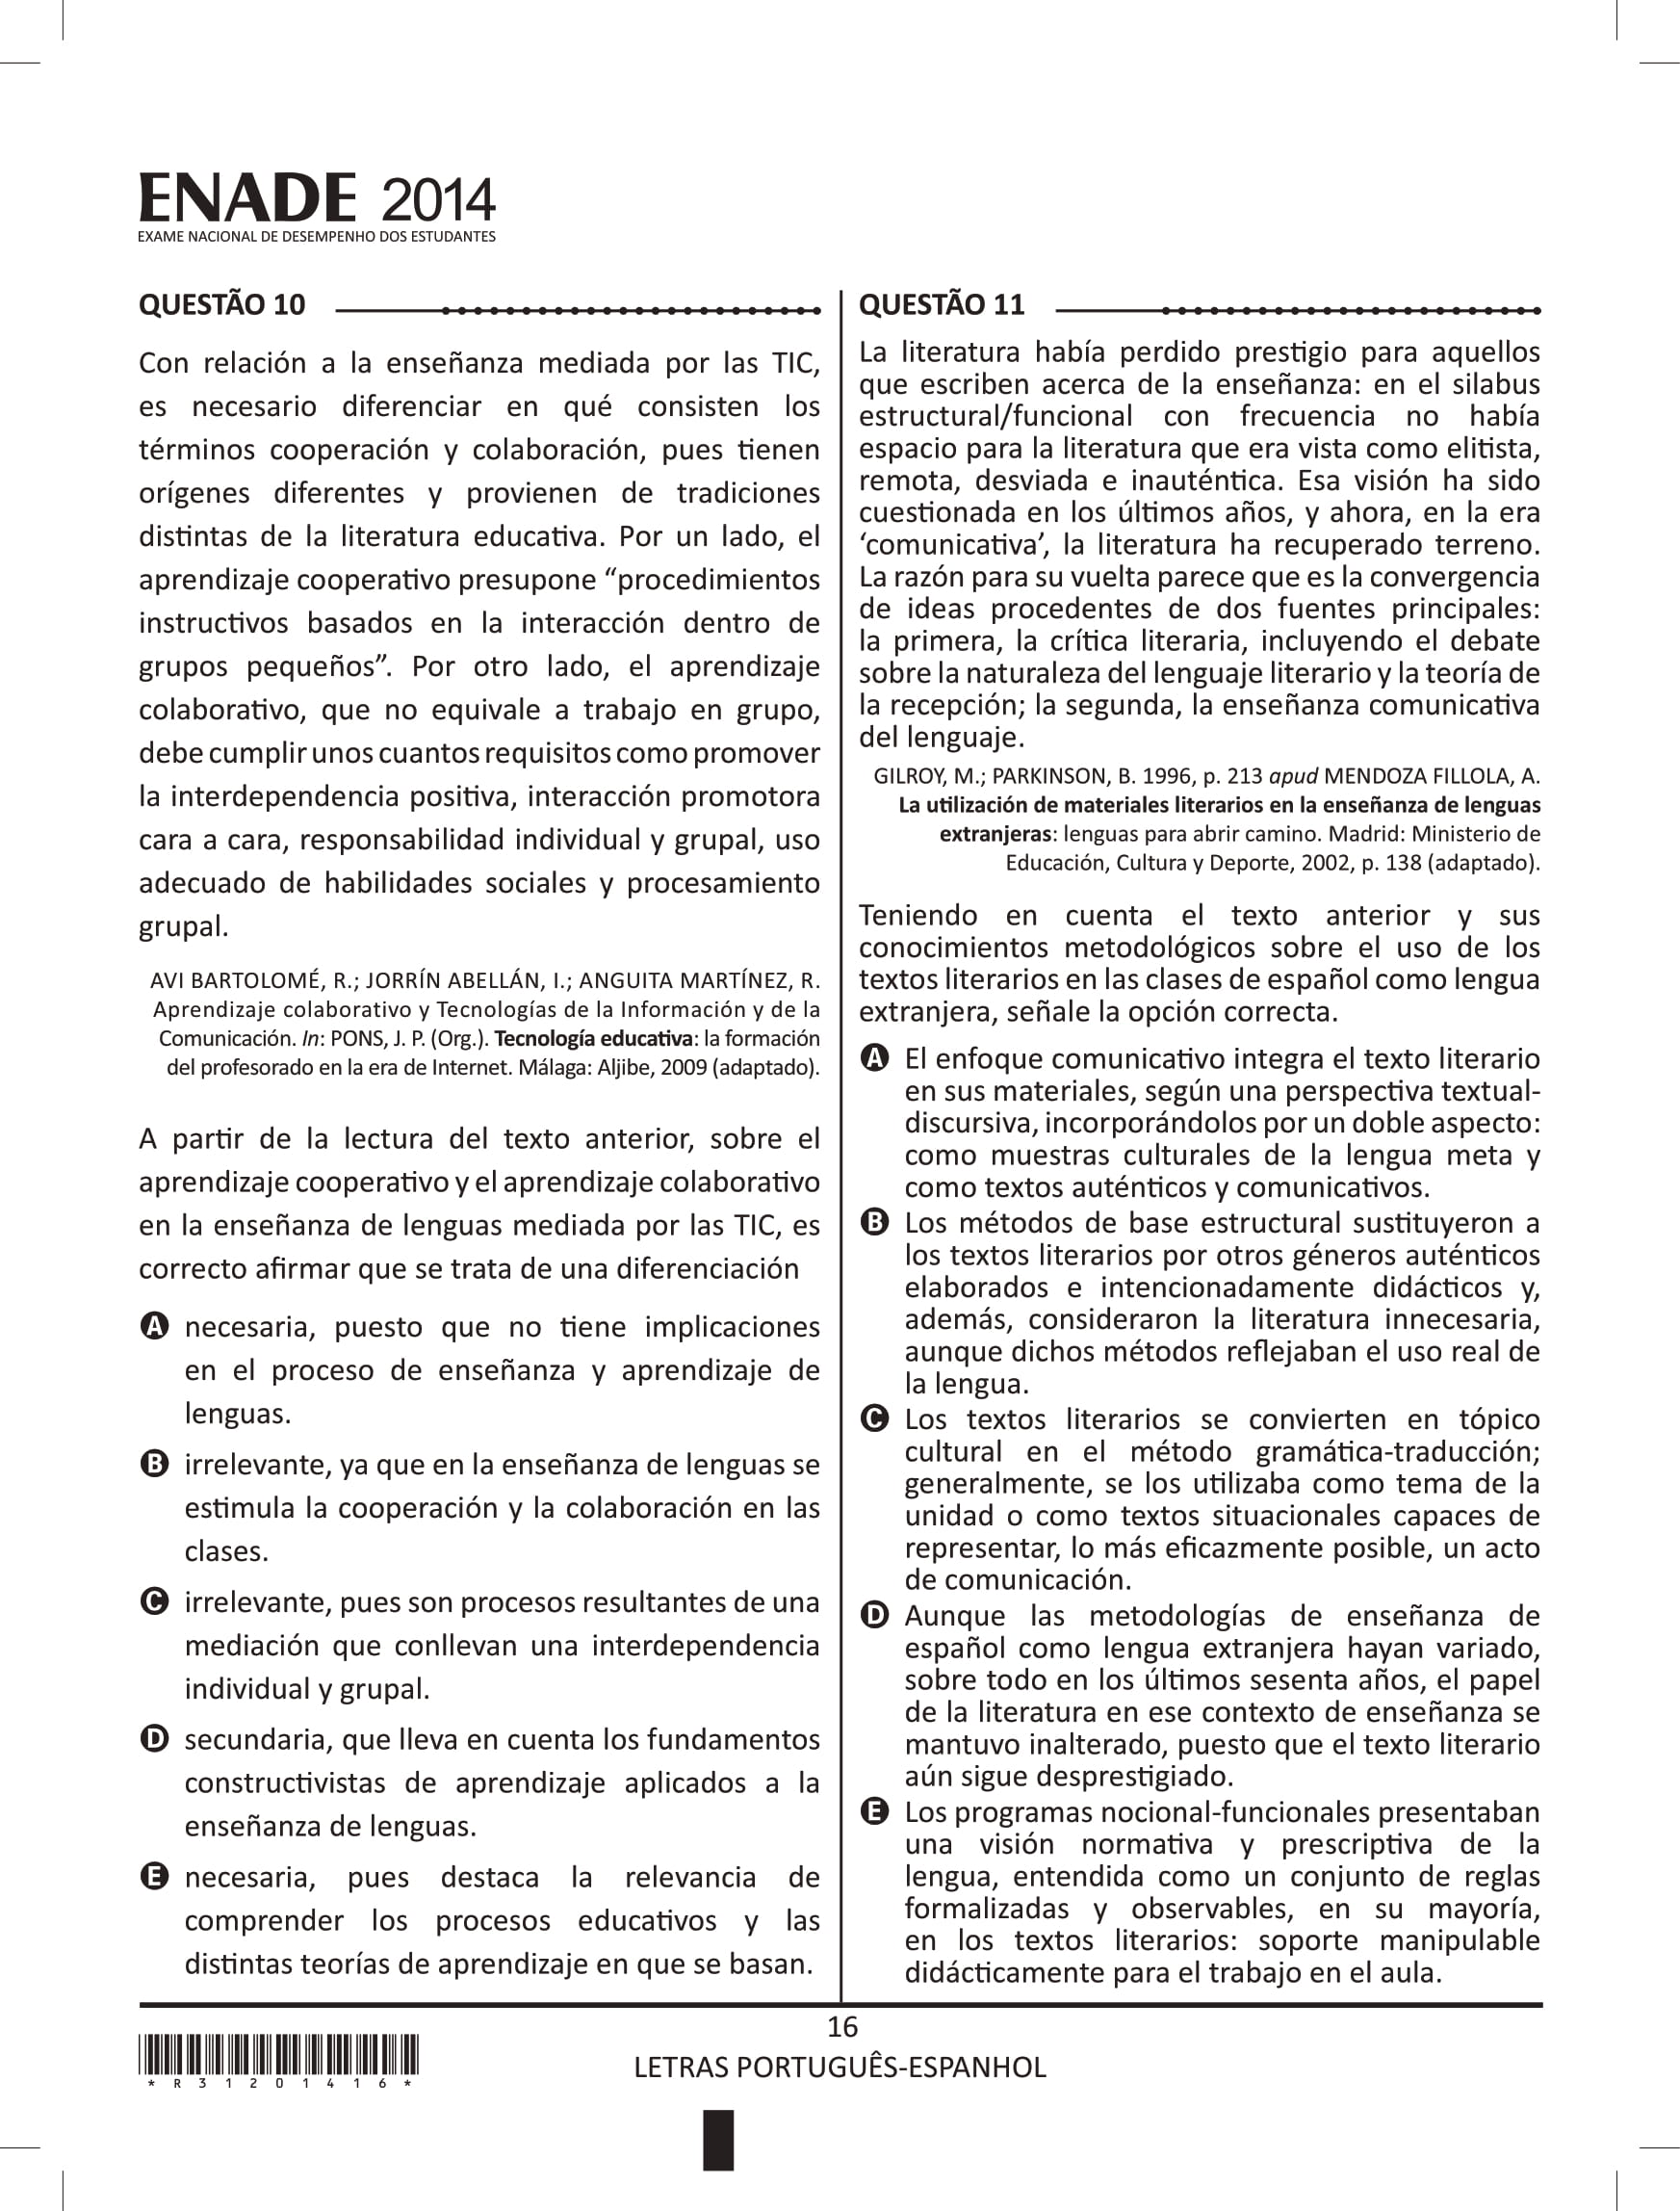 ENADE 2014
EXAME NACIONAL DE DESEMPENHO DOS ESTUDANTES
QUESTÃO 10
Con relación a la enseñanza mediada por las TIC,
es necesario diferenciar en qué consisten los
términos cooperación y colaboración, pues tienen
orígenes diferentes y provienen de tradiciones
distintas de la literatura educativa. Por un lado, el
aprendizaje cooperativo presupone “procedimientos
instructivos basados en la interacción dentro de
grupos pequeños”. Por otro lado, el aprendizaje
colaborativo, que no equivale a trabajo en grupo,
debe cumplir unos cuantos requisitos como promover
la interdependencia positiva, interacción promotora
cara a cara, responsabilidad individual y grupal, uso
adecuado de habilidades sociales y procesamiento
grupal.
AVI BARTOLOMÉ, R.; JORRÍN ABELLÁN, I.; ANGUITA MARTÍNEZ, R.
Aprendizaje colaborativo y Tecnologías de la Información y de la
Comunicación. In: PONS, J. P. (Org.). Tecnología educativa: la formación
del profesorado en la era de Internet. Málaga: Aljibe, 2009 (adaptado).
A partir de la lectura del texto anterior, sobre el
aprendizaje cooperativo y el aprendizaje colaborativo
en la enseñanza de lenguas mediada por las TIC, es
correcto afirmar que se trata de una diferenciación
A necesaria, puesto que no tiene implicaciones
en el proceso de enseñanza y aprendizaje de
lenguas.
B irrelevante, ya que en la enseñanza de lenguas se
estimula la cooperación y la colaboración en las
clases.
C irrelevante, pues son procesos resultantes de una
mediación que conllevan una interdependencia
individual y grupal.
D secundaria, que lleva en cuenta los fundamentos
constructivistas de aprendizaje aplicados a la
enseñanza de lenguas.
E necesaria, pues destaca la relevancia de
comprender los procesos educativos y las
distintas teorías de aprendizaje en que se basan.
QUESTÃO 11
La literatura había perdido prestigio para aquellos
que escriben acerca de la enseñanza: en el silabus
estructural/funcional con frecuencia no había
espacio para la literatura que era vista como elitista,
remota, desviada e inauténtica. Esa visión ha sido
cuestionada en los últimos años, y ahora, en la era
‘comunicativa’, la literatura ha recuperado terreno.
La razón para su vuelta parece que es la convergencia
de ideas procedentes de dos fuentes principales:
la primera, la crítica literaria, incluyendo el debate
sobre la naturaleza del lenguaje literario y la teoría de
la recepción; la segunda, la enseñanza comunicativa
del lenguaje.
GILROY, M.; PARKINSON, B. 1996, p. 213 apud MENDOZA FILLOLA, A.
La utilización de materiales literarios en la enseñanza de lenguas
extranjeras: lenguas para abrir camino. Madrid: Ministerio de
Educación, Cultura y Deporte, 2002, p. 138 (adaptado).
Teniendo en cuenta el texto anterior y sus
conocimientos metodológicos sobre el uso de los
textos literarios en las clases de español como lengua
extranjera, señale la opción correcta.
A El enfoque comunicativo integra el texto literario
en sus materiales, según una perspectiva textual-
discursiva, incorporándolos por un doble aspecto:
como muestras culturales de la lengua meta y
como textos auténticos y comunicativos.
B Los métodos de base estructural sustituyeron a
los textos literarios por otros géneros auténticos
elaborados e intencionadamente didácticos y,
además, consideraron la literatura innecesaria,
aunque dichos métodos reflejaban el uso real de
la lengua.
C Los textos literarios se convierten en tópico
cultural en el método gramática-traducción;
generalmente, se los utilizaba como tema de la
unidad o como textos situacionales capaces de
representar, lo más eficazmente posible, un acto
de comunicación.
D Aunque las metodologías de enseñanza de
español como lengua extranjera hayan variado,
sobre todo en los últimos sesenta años, el papel
de la literatura en ese contexto de enseñanza se
mantuvo inalterado, puesto que el texto literario
aún sigue desprestigiado.
E Los programas nocional-funcionales presentaban
una visión normativa y prescriptiva de la
lengua, entendida como un conjunto de reglas
formalizadas y observables, en su mayoría,
en los textos literarios: soporte manipulable
didácticamente para el trabajo en el aula.
16
LETRAS PORTUGUÊS-ESPANHOL
*R31201416*